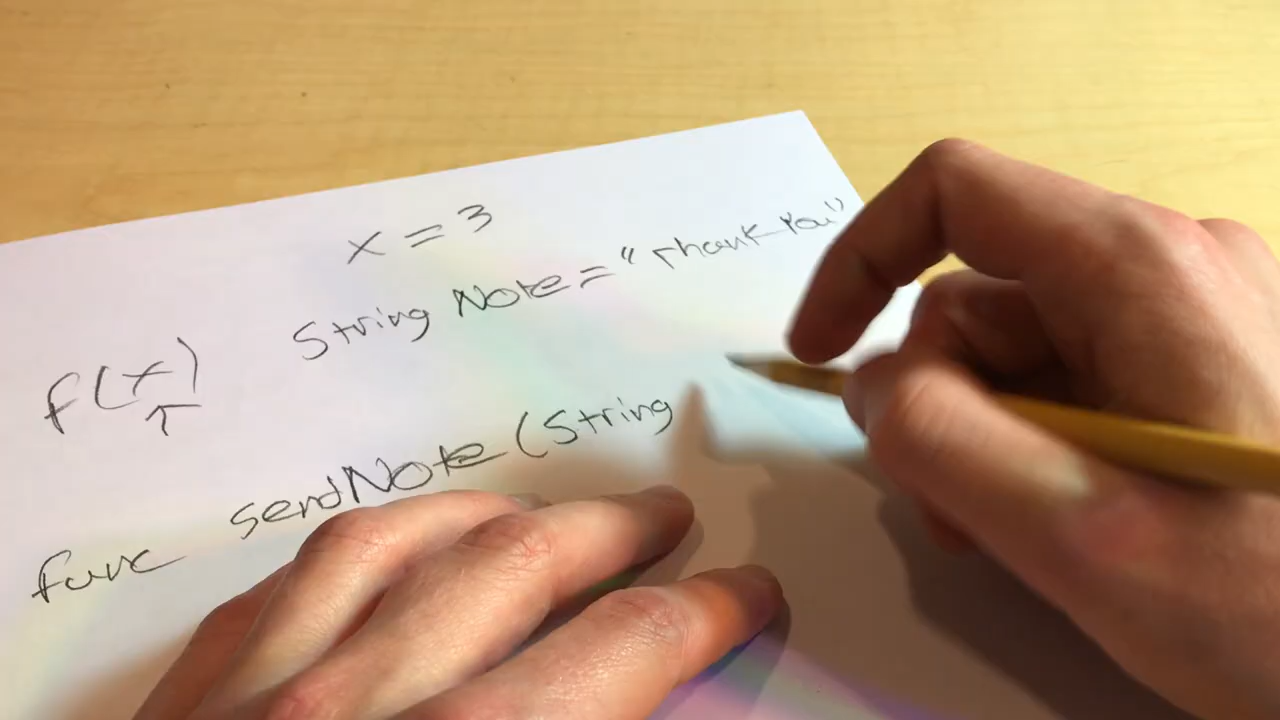 x = 3
String Note = "Thank You"
f(x)
func sendNote(String